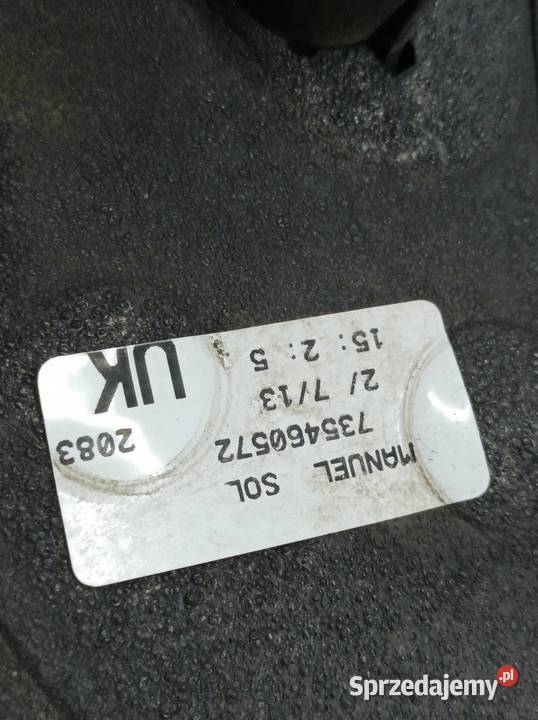 MANUEL SOL
735460572
2083
2/ 7/13
15: 2: 5
UK
Sprzedajemy.pl